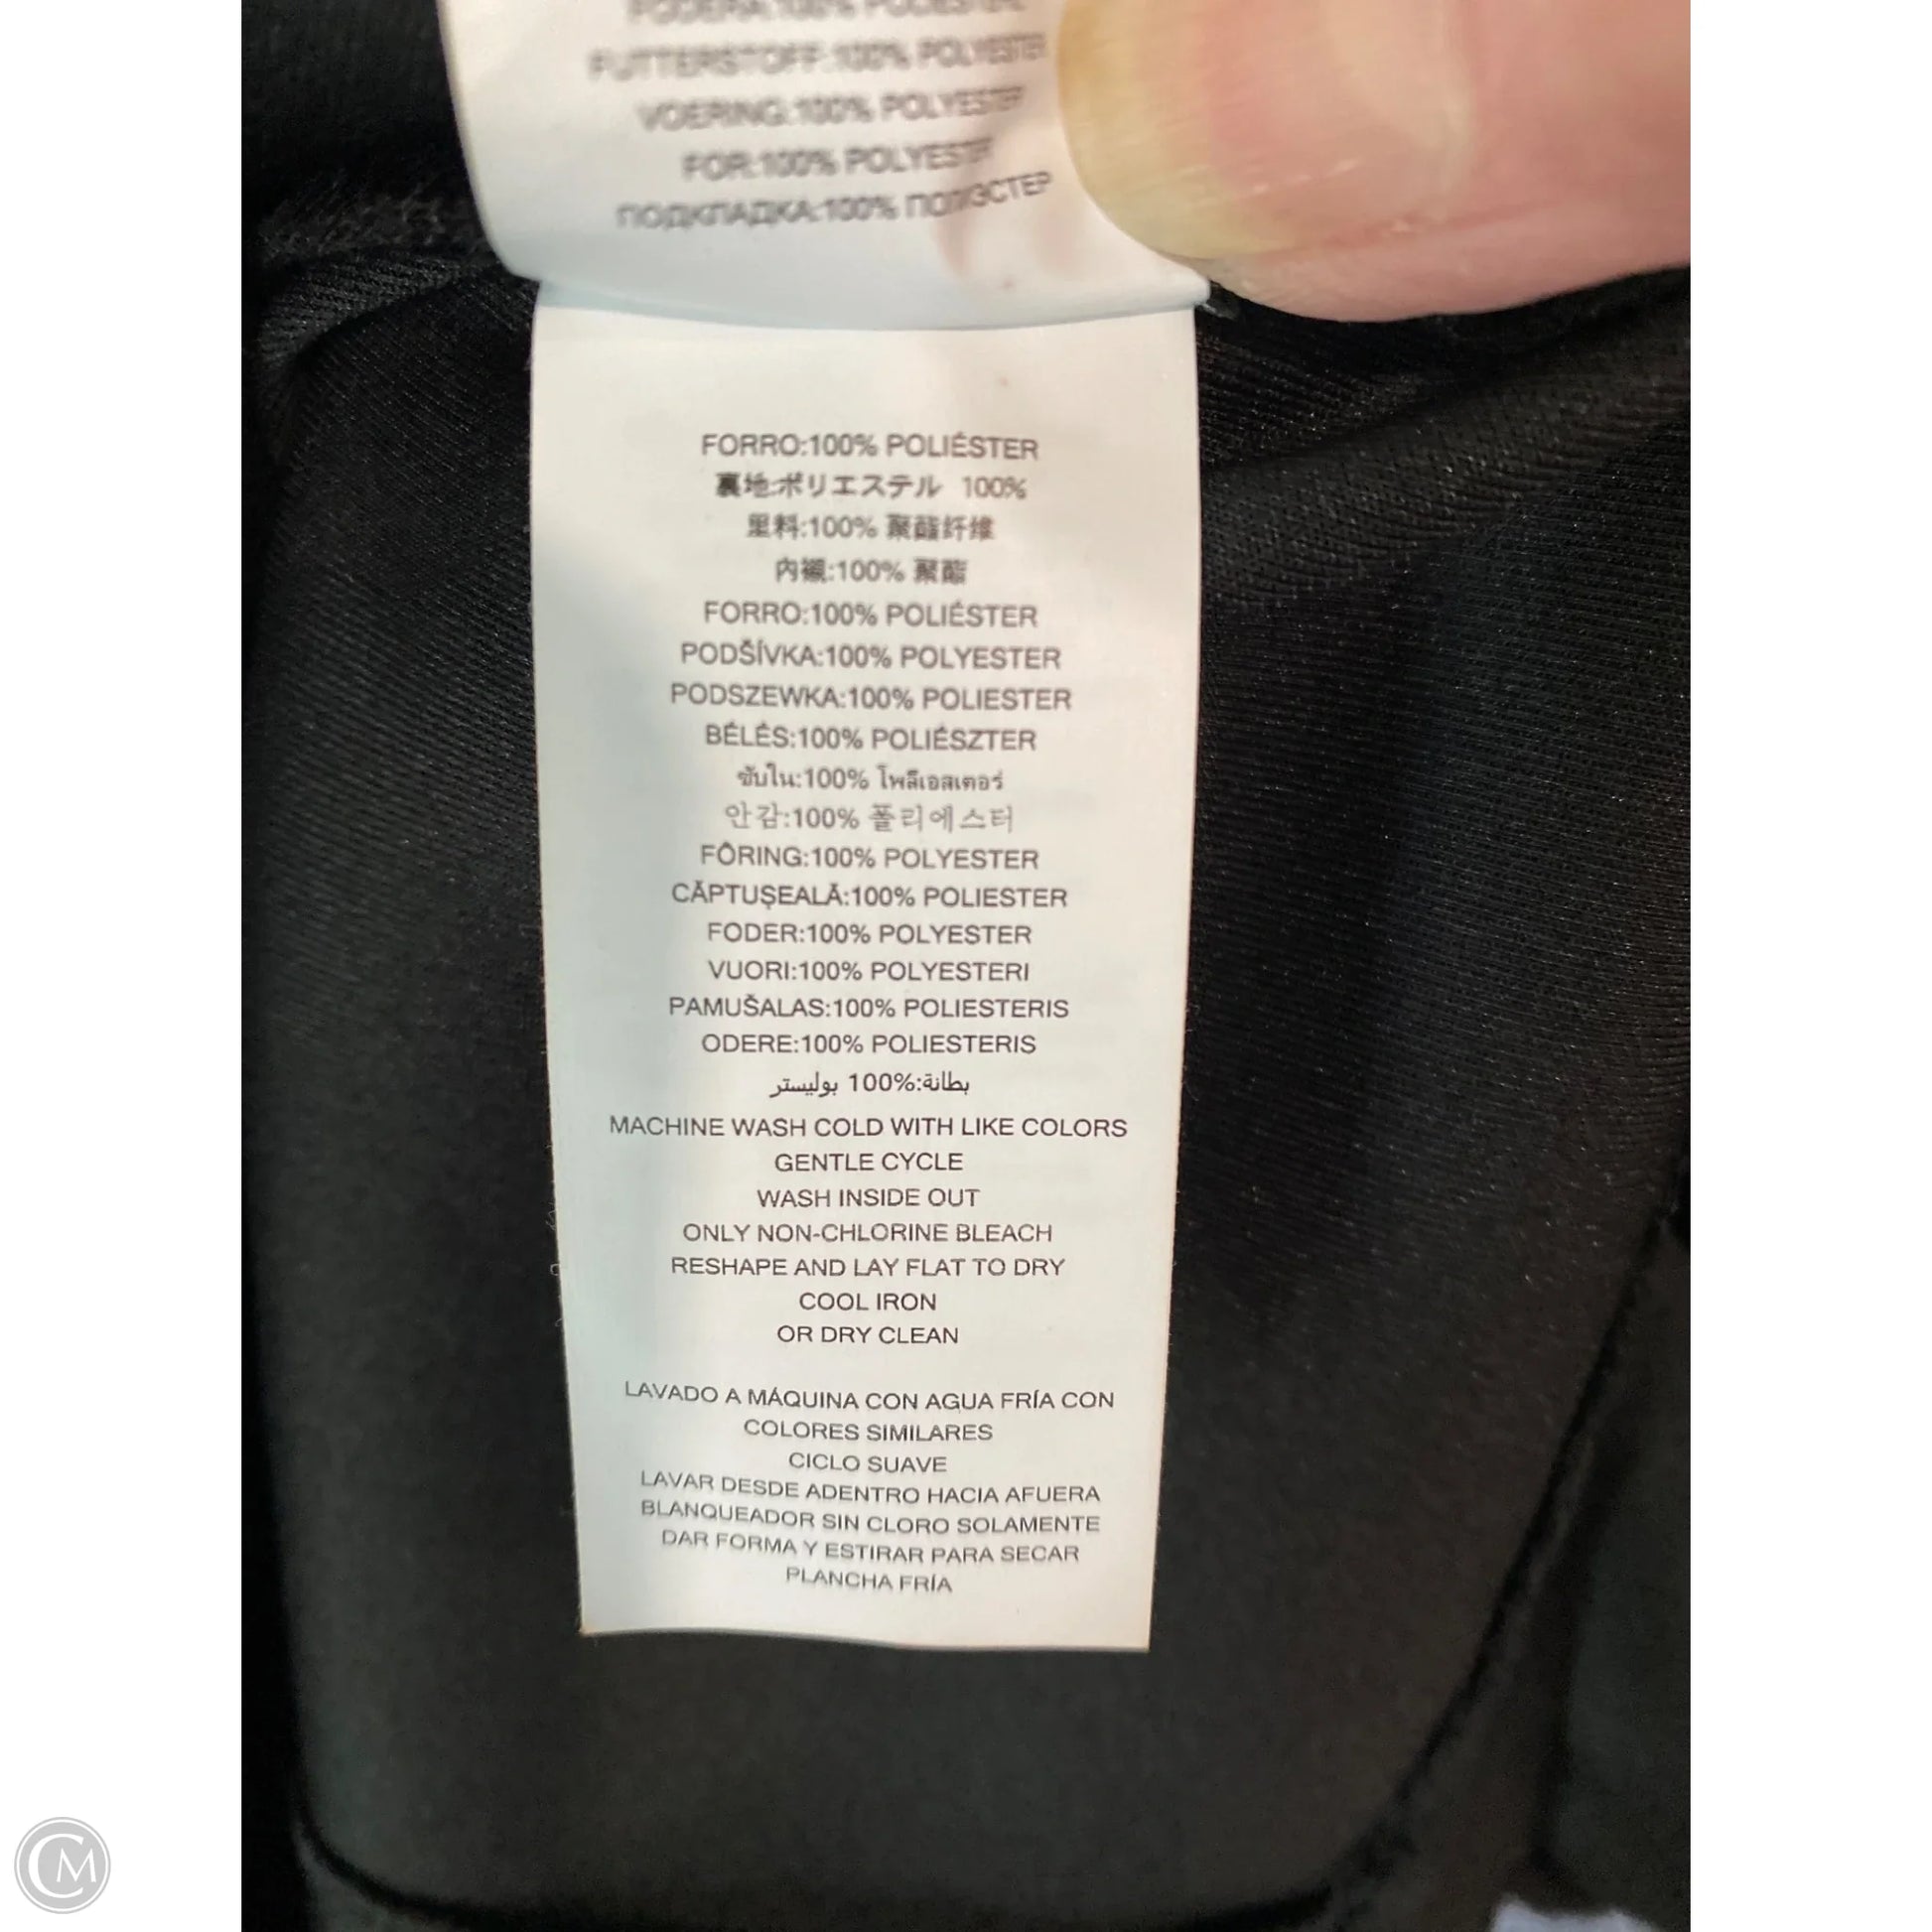 FODERA:100% POLIESTERE
FUTTERSTOFF:100% POLYESTER
VOERING:100% POLYESTER
FOR:100% POLYESTER
ПОДКЛАДКА:100% ПОЛИЭСТЕР
FORRO:100% POLIÉSTER
裏地:ポリエステル 100%
里料:100% 聚酯纤维
內襯:100% 聚酯
FORRO:100% POLIÉSTER
PODŠÍVKA:100% POLYESTER
PODSZEWKA:100% POLIESTER
BÉLÉS:100% POLIÉSZTER
ซับใน:100% โพลีเอสเตอร์
안감:100% 폴리에스터
FÔRING:100% POLYESTER
CĂPTUȘEALĂ:100% POLIESTER
FODER:100% POLYESTER
VUORI:100% POLYESTERI
PAMUŠALAS:100% POLIESTERIS
ODERE:100% POLIESTERIS
بطانة:100% بوليستر
MACHINE WASH COLD WITH LIKE COLORS
GENTLE CYCLE
WASH INSIDE OUT
ONLY NON-CHLORINE BLEACH
RESHAPE AND LAY FLAT TO DRY
COOL IRON
OR DRY CLEAN
LAVADO A MÁQUINA CON AGUA FRÍA CON
COLORES SIMILARES
CICLO SUAVE
LAVAR DESDE ADENTRO HACIA AFUERA
BLANQUEADOR SIN CLORO SOLAMENTE
DAR FORMA Y ESTIRAR PARA SECAR
PLANCHA FRÍA
CM